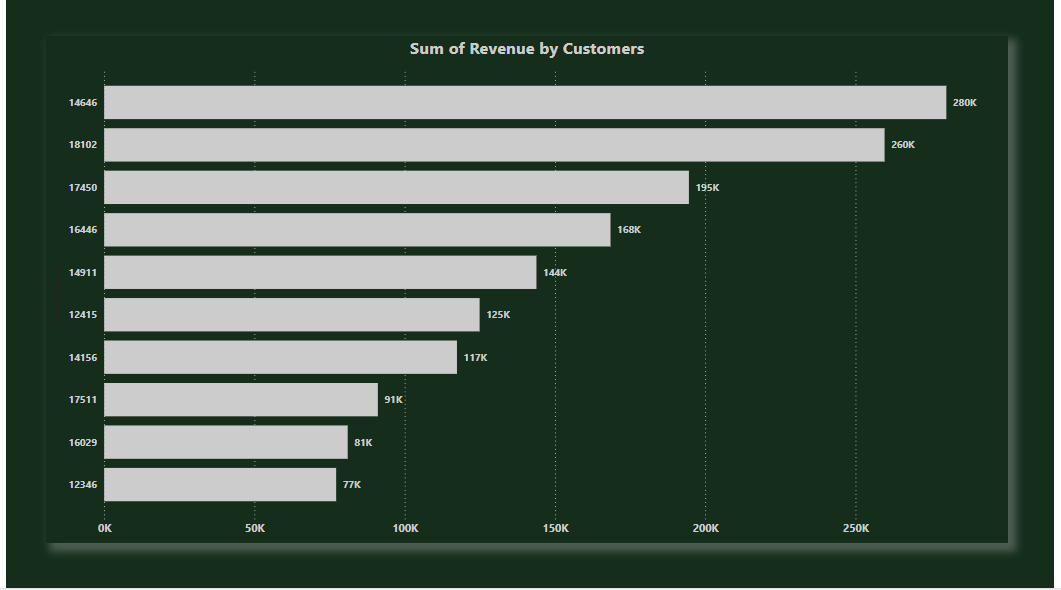 Sum of Revenue by Customers
14646 280K
18102 260K
17450 195K
16446 168K
14911 144K
12415 125K
14156 117K
17511 91K
16029 81K
12346 77K
0K 50K 100K 150K 200K 250K